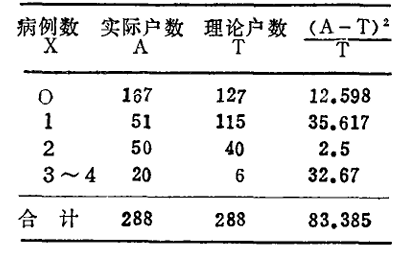 病例数 实际户数 理论户数 (A－T)²
X A T T
O 167 127 12.598
1 51 115 35.617
2 50 40 2.5
3～4 20 6 32.67
合 计 288 288 83.385